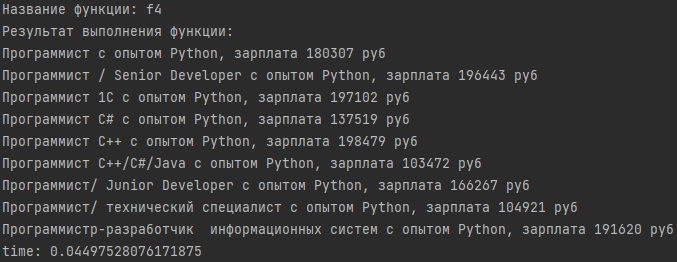 Название функции: f4
Результат выполнения функции:
Программист с опытом Python, зарплата 180307 руб
Программист / Senior Developer с опытом Python, зарплата 196443 руб
Программист 1C с опытом Python, зарплата 197102 руб
Программист C# с опытом Python, зарплата 137519 руб
Программист C++ с опытом Python, зарплата 198479 руб
Программист C++/C#/Java с опытом Python, зарплата 103472 руб
Программист/ Junior Developer с опытом Python, зарплата 166267 руб
Программист/ технический специалист с опытом Python, зарплата 104921 руб
Программистр-разработчик  информационных систем с опытом Python, зарплата 191620 руб
time: 0.04497528076171875